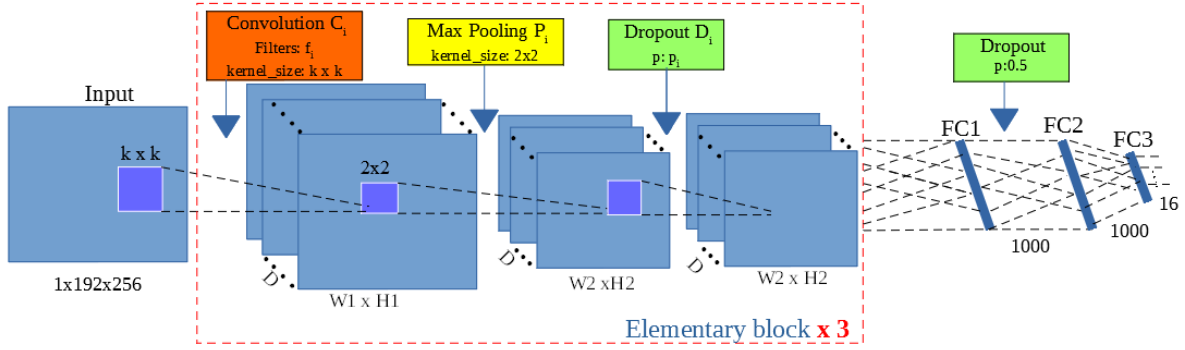 Input
k x k
1x192x256
Convolution Cᵢ
Filters: fᵢ
kernel_size: k x k
D
W1 x H1
2x2
Max Pooling Pᵢ
kernel_size: 2x2
D
W2 xH2
Dropout Dᵢ
p: pᵢ
D
W2 x H2
Elementary block x 3
FC1
1000
Dropout
p:0.5
FC2
1000
FC3
16